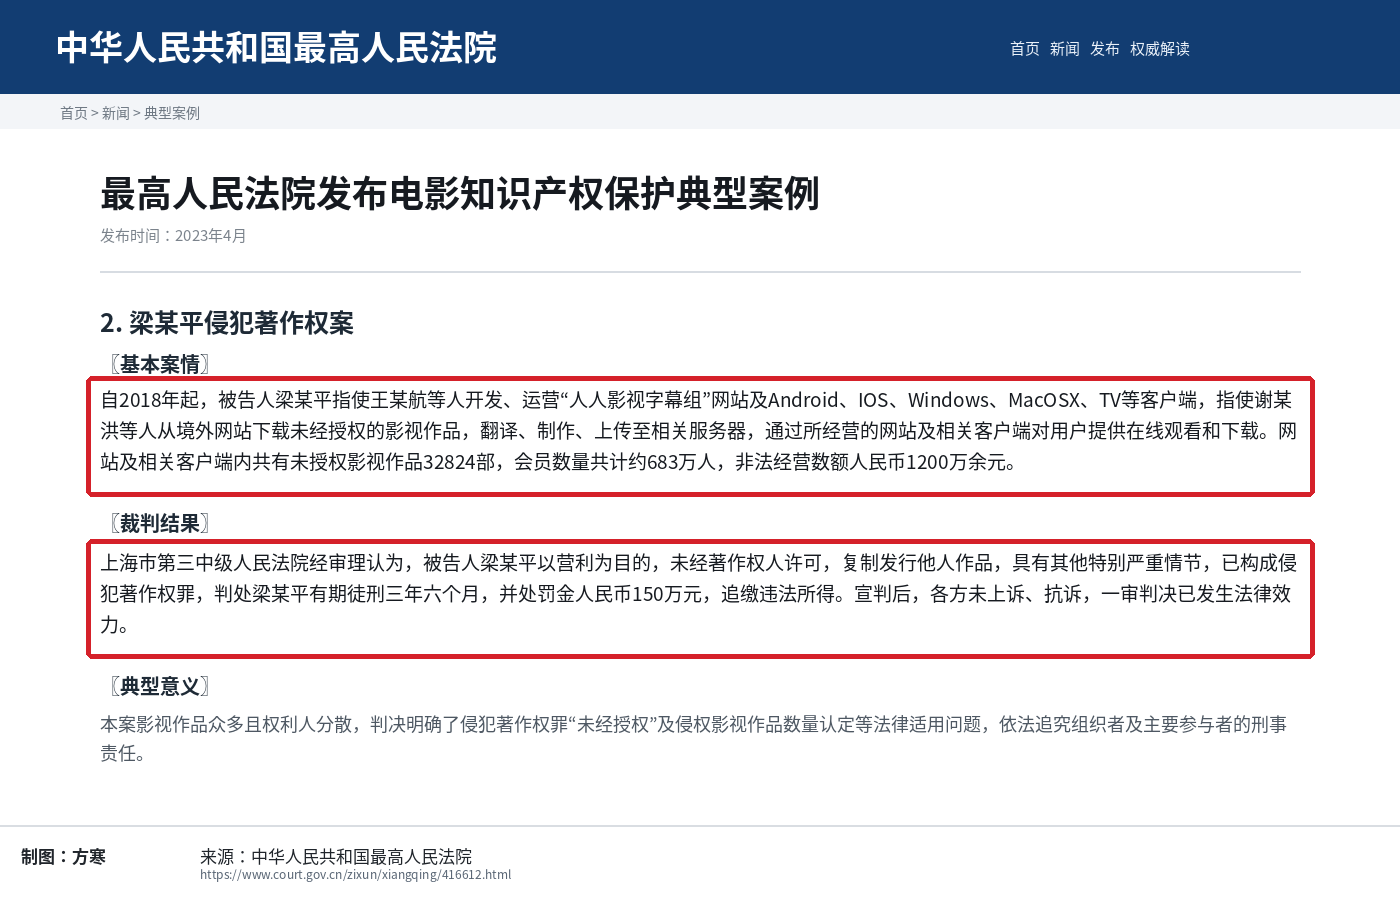 中华人民共和国最高人民法院
首页 新闻 发布 权威解读
首页 > 新闻 > 典型案例
最高人民法院发布电影知识产权保护典型案例
发布时间：2023年4月
2. 梁某平侵犯著作权案
〖基本案情〗
自2018年起，被告人梁某平指使王某航等人开发、运营“人人影视字幕组”网站及Android、IOS、Windows、MacOSX、TV等客户端，指使谢某
洪等人从境外网站下载未经授权的影视作品，翻译、制作、上传至相关服务器，通过所经营的网站及相关客户端对用户提供在线观看和下载。网
站及相关客户端内共有未授权影视作品32824部，会员数量共计约683万人，非法经营数额人民币1200万余元。
〖裁判结果〗
上海市第三中级人民法院经审理认为，被告人梁某平以营利为目的，未经著作权人许可，复制发行他人作品，具有其他特别严重情节，已构成侵
犯著作权罪，判处梁某平有期徒刑三年六个月，并处罚金人民币150万元，追缴违法所得。宣判后，各方未上诉、抗诉，一审判决已发生法律效
力。
〖典型意义〗
本案影视作品众多且权利人分散，判决明确了侵犯著作权罪“未经授权”及侵权影视作品数量认定等法律适用问题，依法追究组织者及主要参与者的刑事
责任。
制图：方寒
来源：中华人民共和国最高人民法院
https://www.court.gov.cn/zixun/xiangqing/416612.html